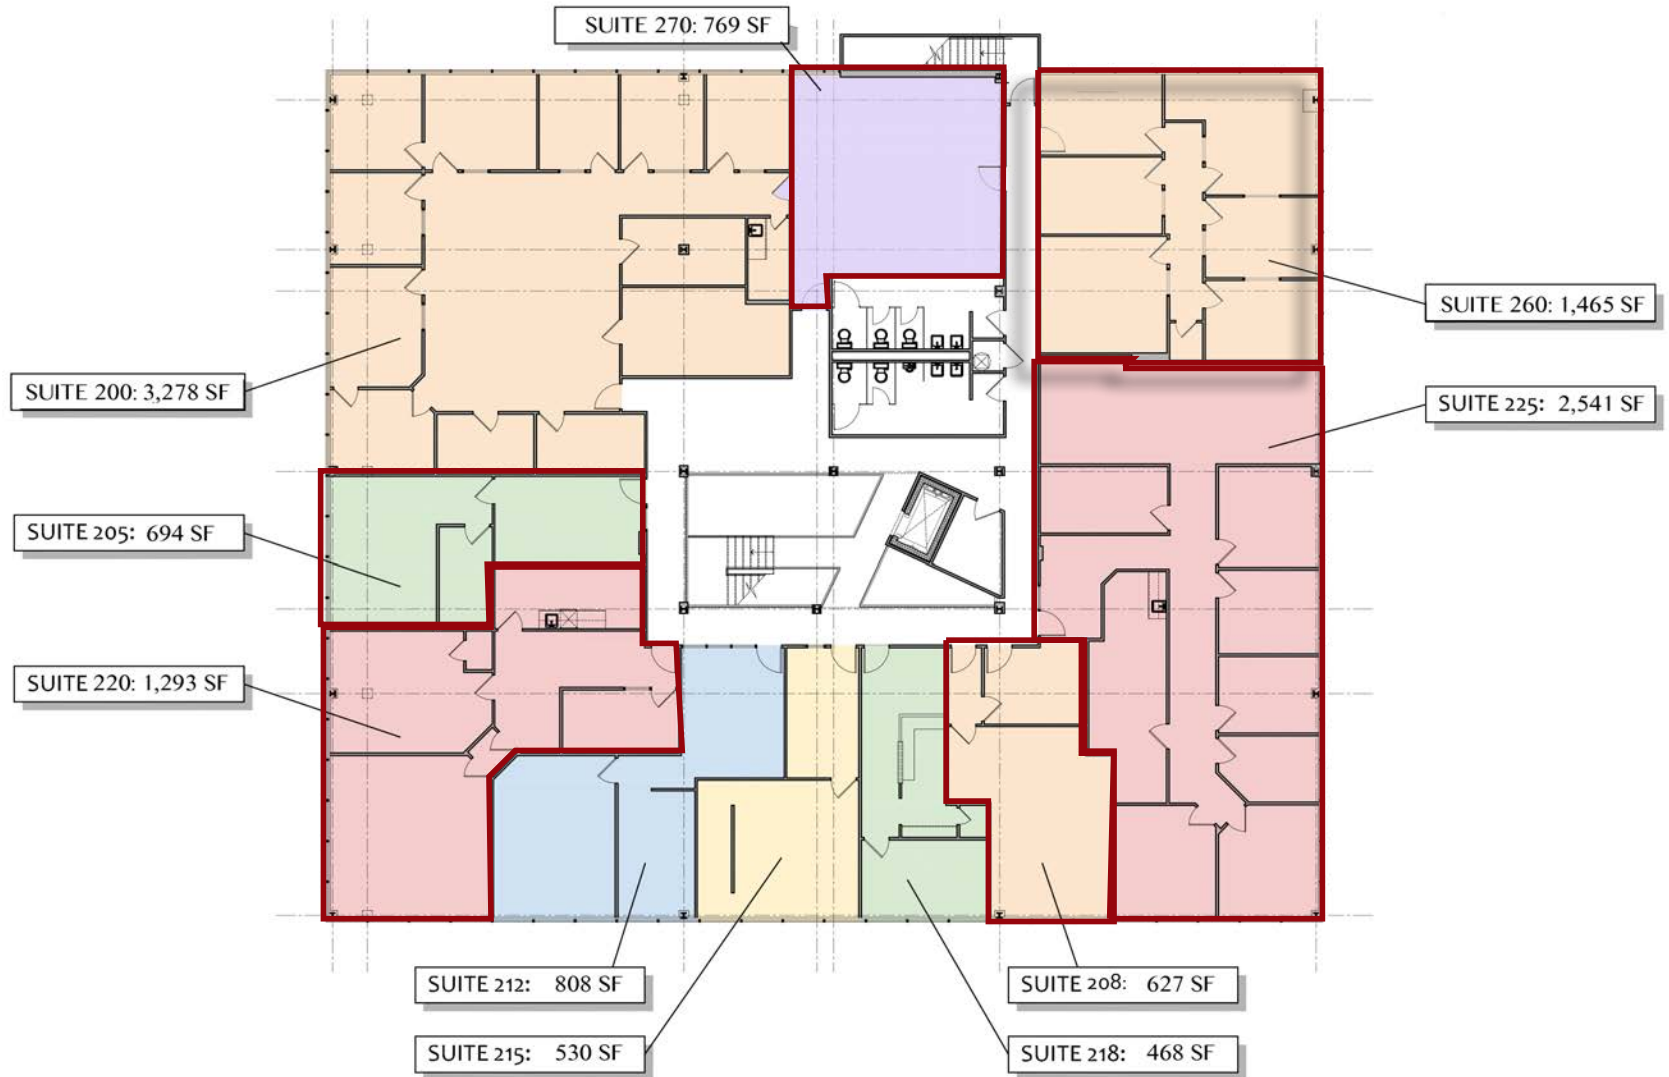 SUITE 270: 769 SF
SUITE 260: 1,465 SF
SUITE 200: 3,278 SF
SUITE 225: 2,541 SF
SUITE 205: 694 SF
SUITE 220: 1,293 SF
SUITE 212: 808 SF
SUITE 208: 627 SF
SUITE 215: 530 SF
SUITE 218: 468 SF